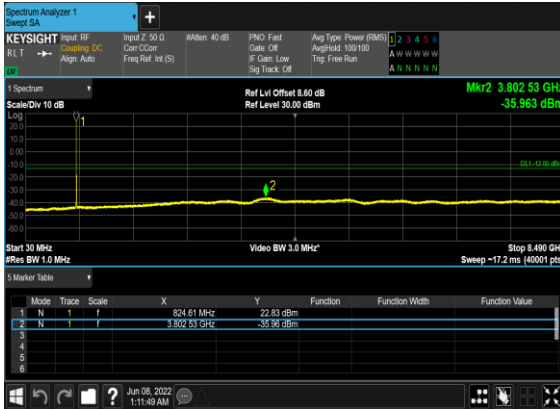 Spectrum Analyzer 1
Swept SA
+
KEYSIGHT Input: RF Input Z: 50 Ω #Atten: 40 dB PNO: Fast Avg Type: Power (RMS) 1 2 3 4 5 6
RLT Coupling: DC Corr CCorr Gate: Off Avg|Hold: 100/100 A W W W W W
Align: Auto Freq Ref: Int (S) IF Gain: Low Trig: Free Run
Sig Track: Off A N N N N N
1 Spectrum
Scale/Div 10 dB
Ref Lvl Offset 8.60 dB
Ref Level 30.00 dBm
Mkr2 3.802 53 GHz
-35.963 dBm
Log
20.0
10.0
0.00
-10.0
-20.0
-30.0
-40.0
-50.0
-60.0
1
2
DL1 -13.00 dBm
Start 30 MHz Video BW 3.0 MHz* Stop 8.490 GHz
#Res BW 1.0 MHz Sweep ~17.2 ms (40001 pts)
5 Marker Table
Mode Trace Scale X Y Function Function Width Function Value
1 N 1 f 824.61 MHz 22.83 dBm
2 N 1 f 3.802 53 GHz -35.96 dBm
3
4
5
6
?
Jun 08, 2022
1:11:49 AM